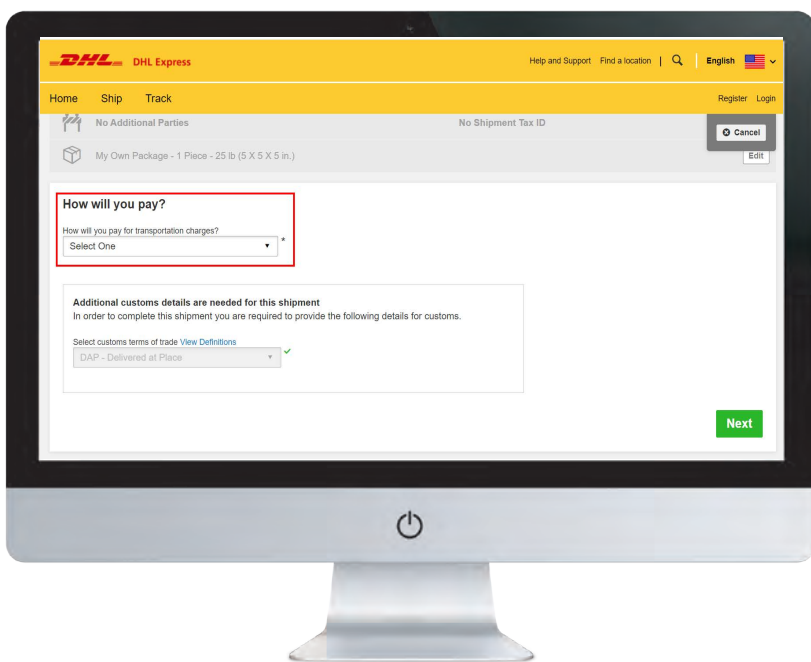 DHL DHL Express
Help and Support Find a location | English
Home Ship Track
Register Login
No Additional Parties No Shipment Tax ID
Cancel
My Own Package - 1 Piece - 25 lb (5 X 5 X 5 in.)
Edit
How will you pay?
How will you pay for transportation charges?
Select One *
Additional customs details are needed for this shipment
In order to complete this shipment you are required to provide the following details for customs.
Select customs terms of trade View Definitions
DAP - Delivered at Place
Next